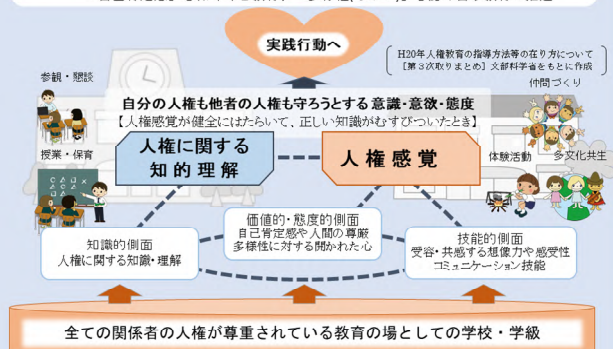 実践行動へ
H20年人権教育の指導方法等の在り方について
[第3次取りまとめ]文部科学省をもとに作成
参観・懇談
仲間づくり
自分の人権も他者の人権も守ろうとする意識・意欲・態度
【人権感覚が健全にはたらいて、正しい知識がむすびついたとき】
授業・保育
人権に関する
知的理解
人権感覚
体験活動
多文化共生
知識的側面
人権に関する知識・理解
価値的・態度的側面
自己肯定感や人間の尊厳
多様性に対する開かれた心
技能的側面
受容・共感する想像力や感受性
コミュニケーション技能
全ての関係者の人権が尊重されている教育の場としての学校・学級